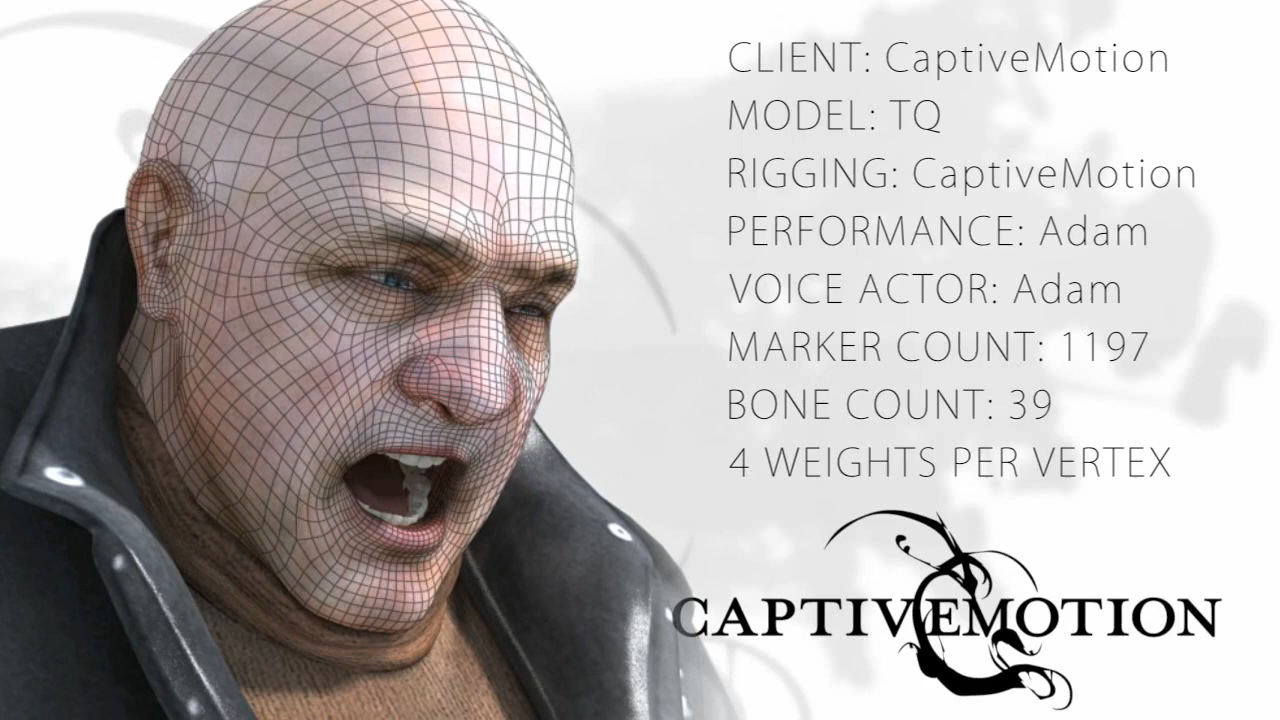 CLIENT: CaptiveMotion
MODEL: TQ
RIGGING: CaptiveMotion
PERFORMANCE: Adam
VOICE ACTOR: Adam
MARKER COUNT: 1197
BONE COUNT: 39
4 WEIGHTS PER VERTEX
CAPTIVEMOTION